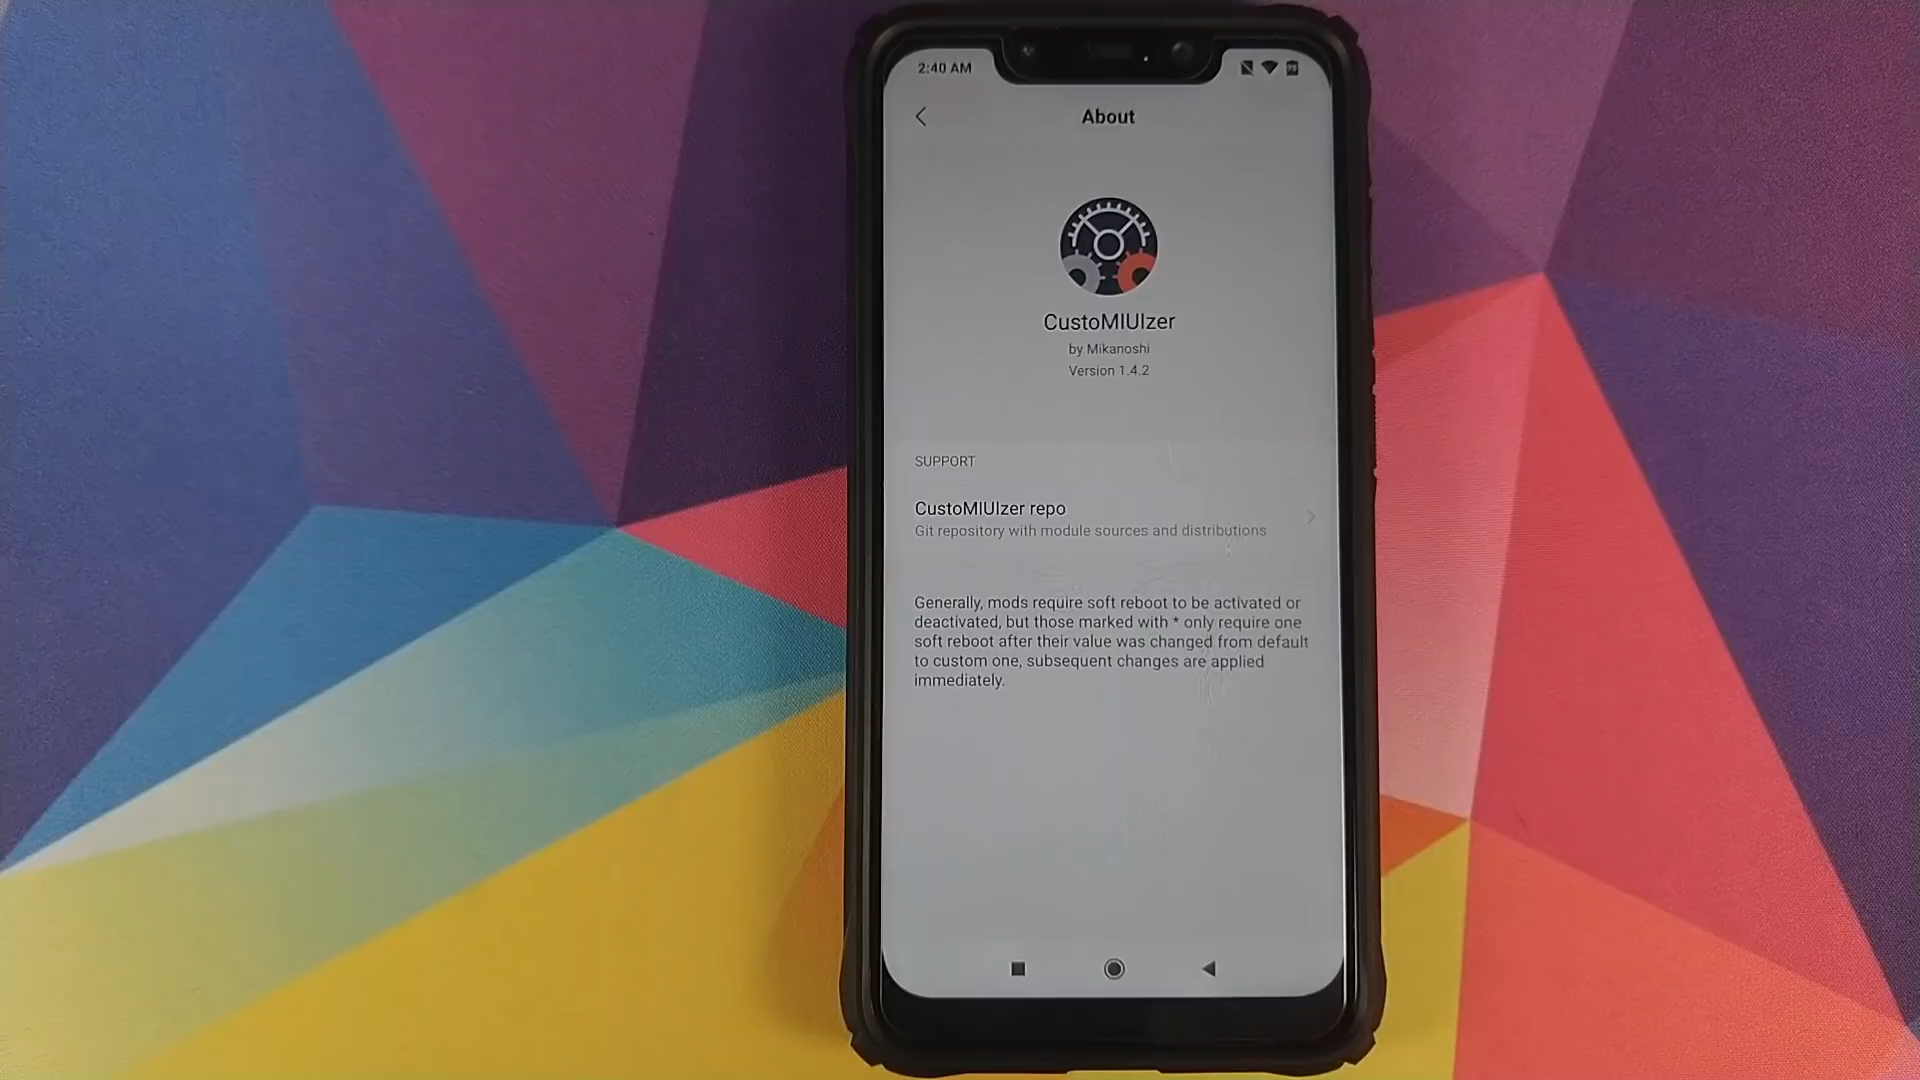 2:40 AM
98
About
CustoMIUIzer
by Mikanoshi
Version 1.4.2
SUPPORT
CustoMIUIzer repo
Git repository with module sources and distributions
Generally, mods require soft reboot to be activated or
deactivated, but those marked with * only require one
soft reboot after their value was changed from default
to custom one, subsequent changes are applied
immediately.